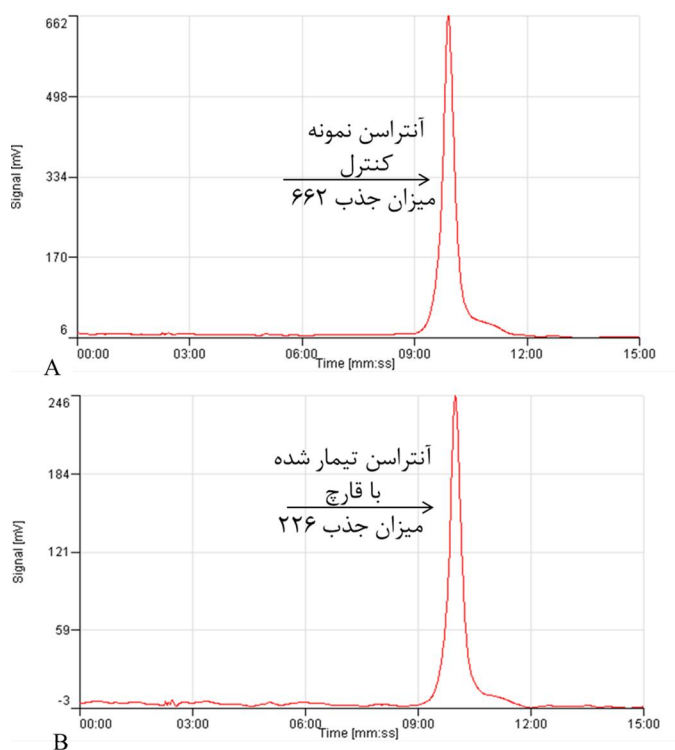 662
498
334
170
6
Signal [mV]
آنتراسن نمونه
کنترل
میزان جذب ۶۶۲
00:00 03:00 06:00 09:00 12:00 15:00
Time [mm:ss]
A
246
184
121
59
-3
Signal [mV]
آنتراسن تیمار شده
با قارچ
میزان جذب ۲۲۶
00:00 03:00 06:00 09:00 12:00 15:00
Time [mm:ss]
B